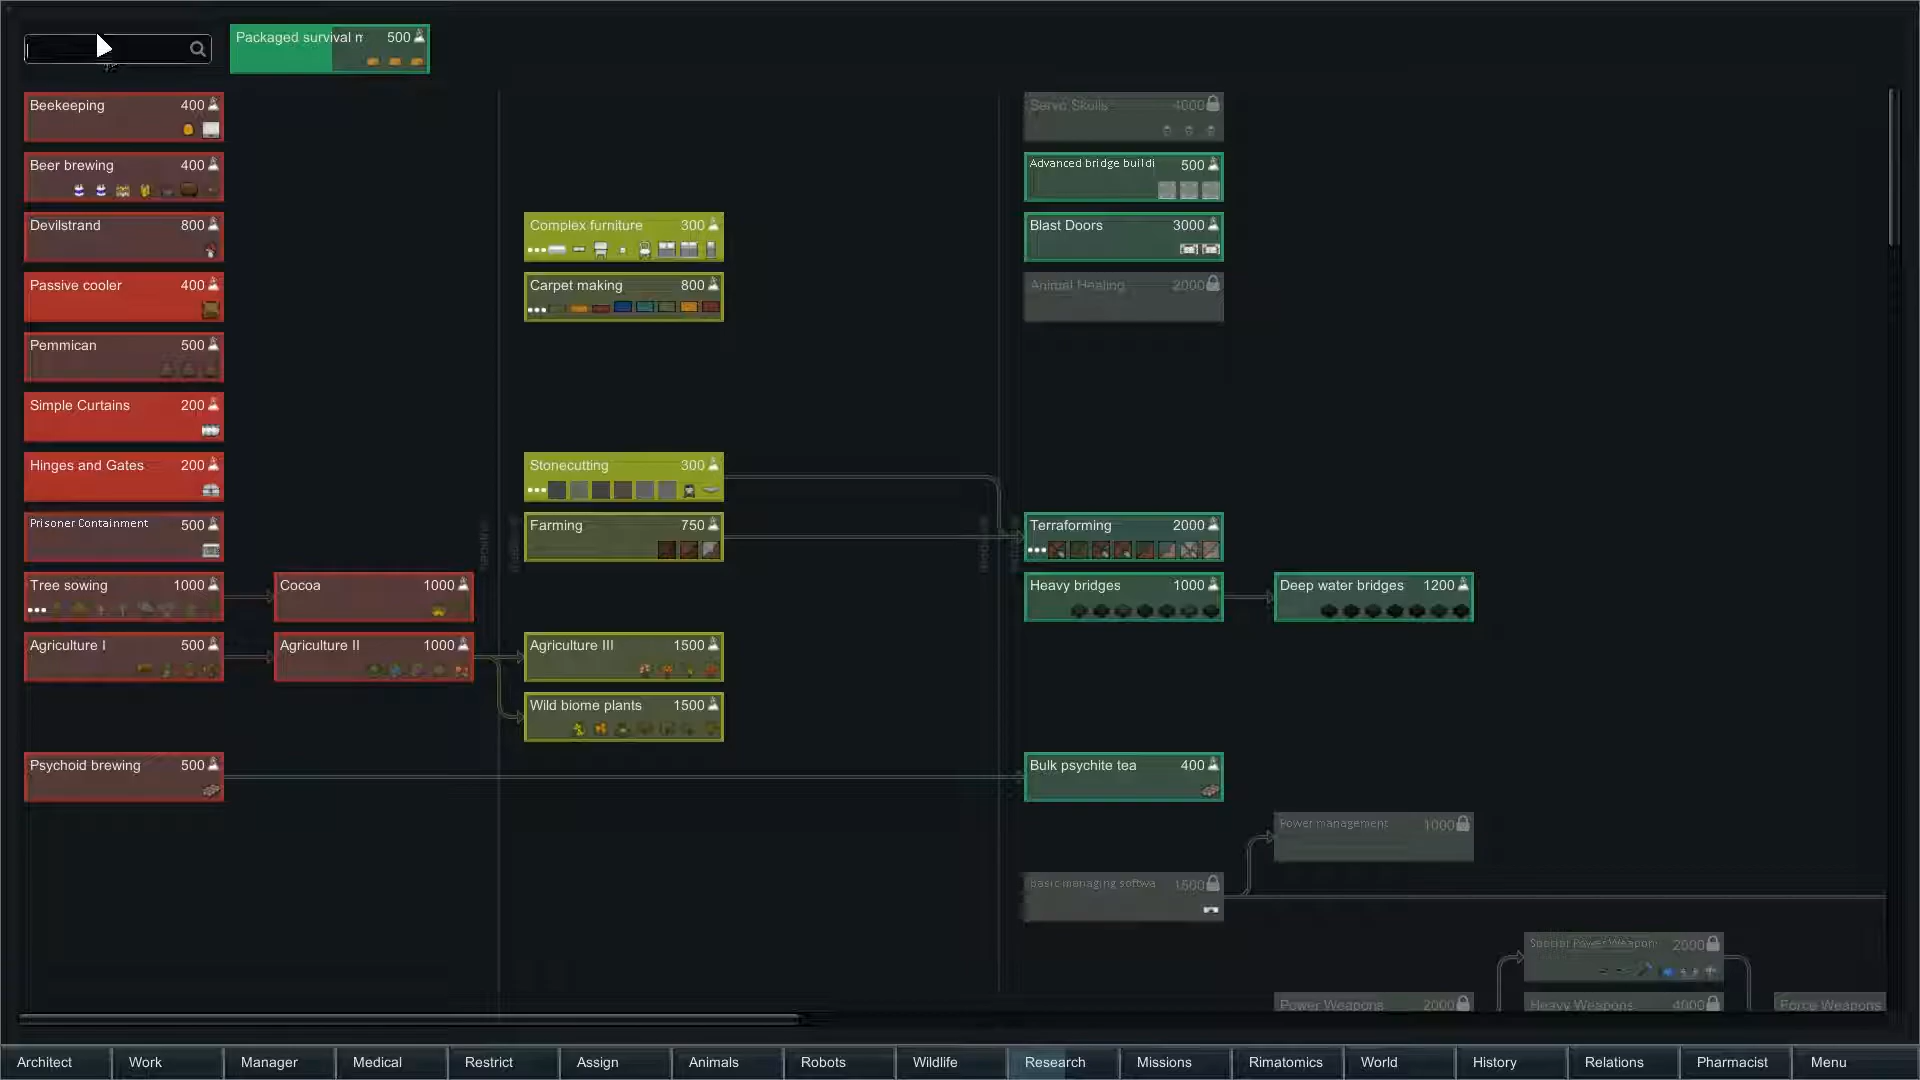 Packaged survival m 500
Beekeeping 400
Servo Skulls 4000
Beer brewing 400
Advanced bridge buildi 500
Devilstrand 800
Complex furniture 300
Blast Doors 3000
Passive cooler 400
Carpet making 800
Animal Healing 2000
Pemmican 500
Simple Curtains 200
Hinges and Gates 200
Stonecutting 300
Prisoner Containment 500
Farming 750
Terraforming 2000
Tree sowing 1000
Cocoa 1000
Heavy bridges 1000
Deep water bridges 1200
Agriculture I 500
Agriculture II 1000
Agriculture III 1500
Wild biome plants 1500
Psychoid brewing 500
Bulk psychite tea 400
Power management 1000
basic managing softwa 1500
Special Power Weapon 2000
Power Weapons 2000
Heavy Weapons 4000
Force Weapons
Architect Work Manager Medical Restrict Assign Animals Robots Wildlife Research Missions Rimatomics World History Relations Pharmacist Menu